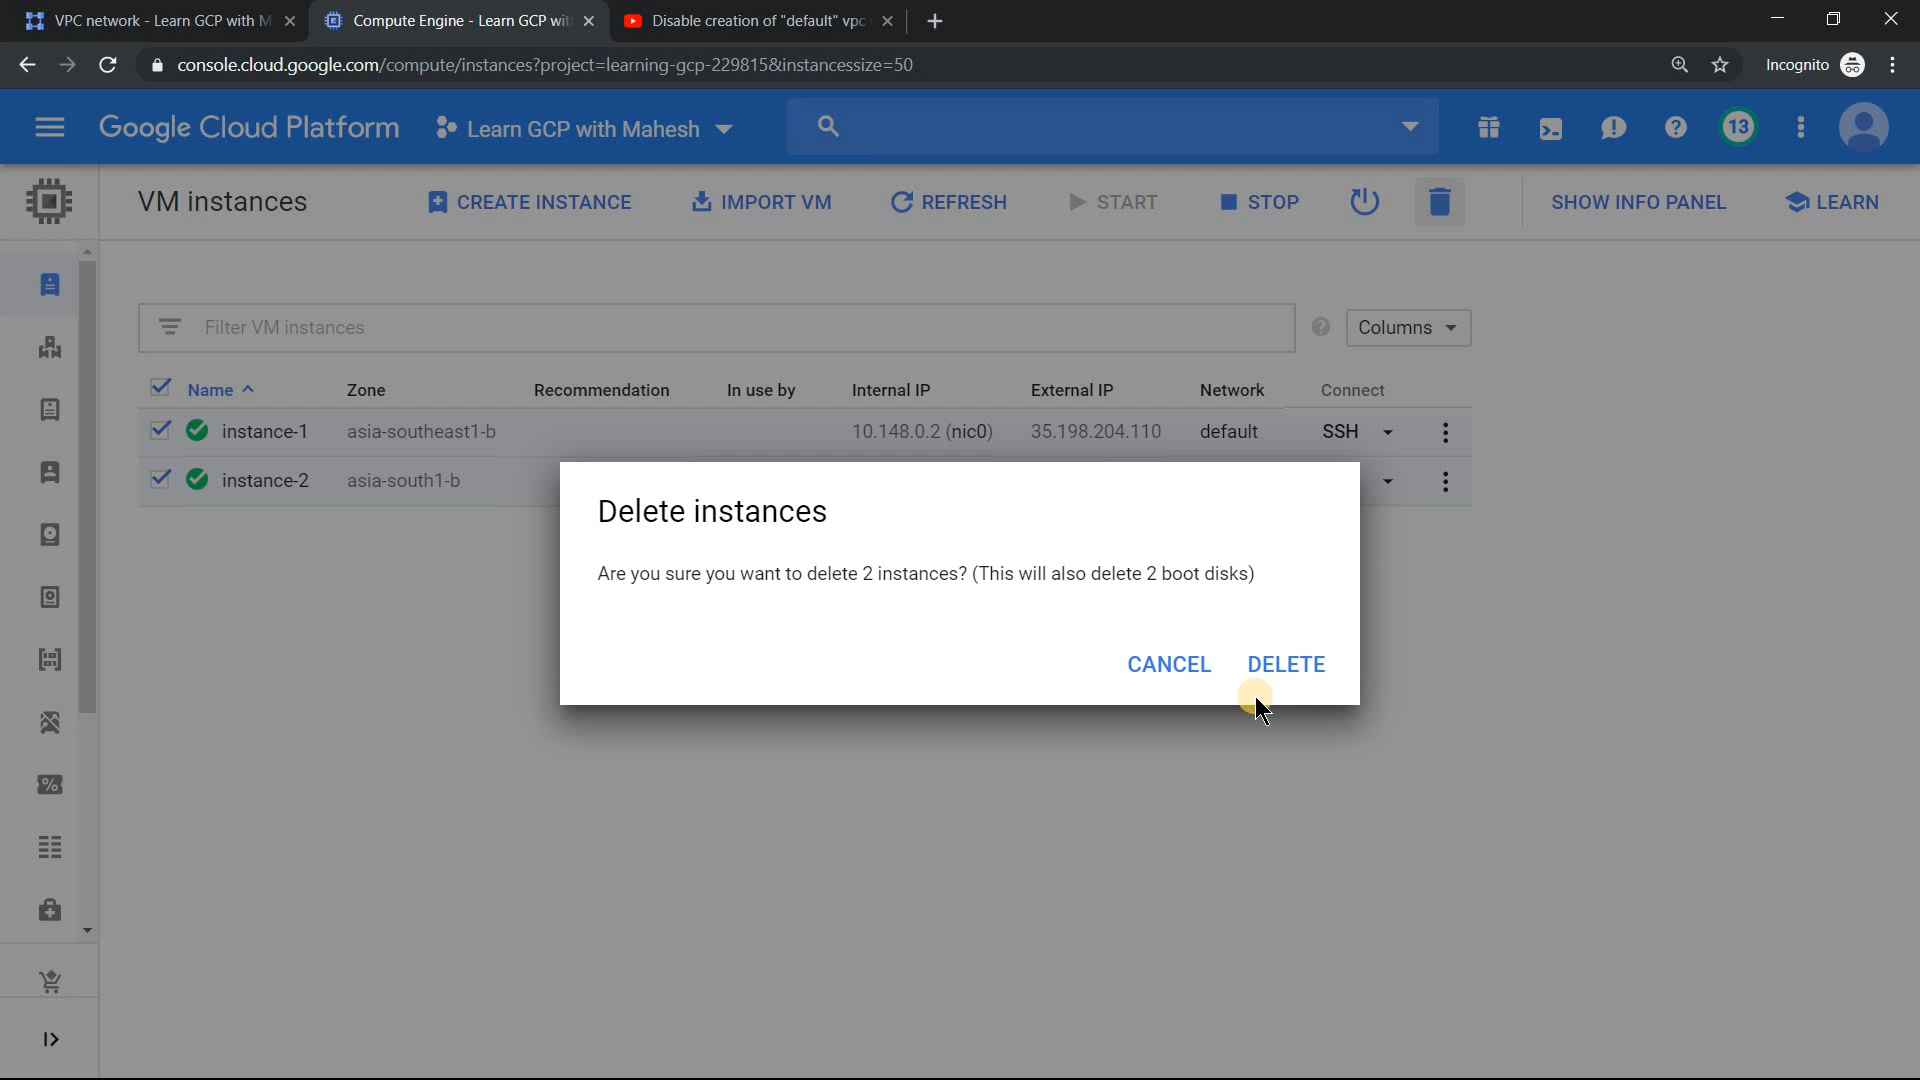 VPC network - Learn GCP with M
Compute Engine - Learn GCP wit
Disable creation of "default" vpc
console.cloud.google.com/compute/instances?project=learning-gcp-229815&instancessize=50
Incognito
Google Cloud Platform
Learn GCP with Mahesh
13
VM instances
CREATE INSTANCE
IMPORT VM
REFRESH
START
STOP
SHOW INFO PANEL
LEARN
Filter VM instances
Columns
Name Zone Recommendation In use by Internal IP External IP Network Connect
instance-1 asia-southeast1-b 10.148.0.2 (nic0) 35.198.204.110 default SSH
instance-2 asia-south1-b
Delete instances
Are you sure you want to delete 2 instances? (This will also delete 2 boot disks)
CANCEL DELETE